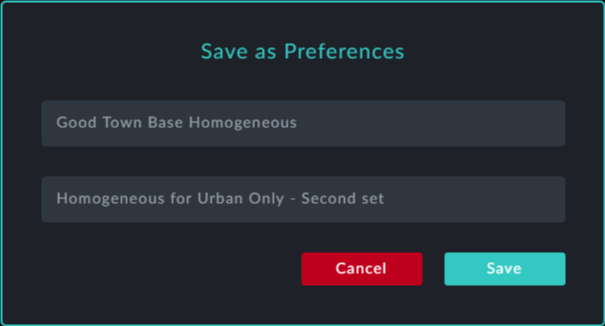 Save as Preferences
Good Town Base Homogeneous
Homogeneous for Urban Only - Second set
Cancel Save